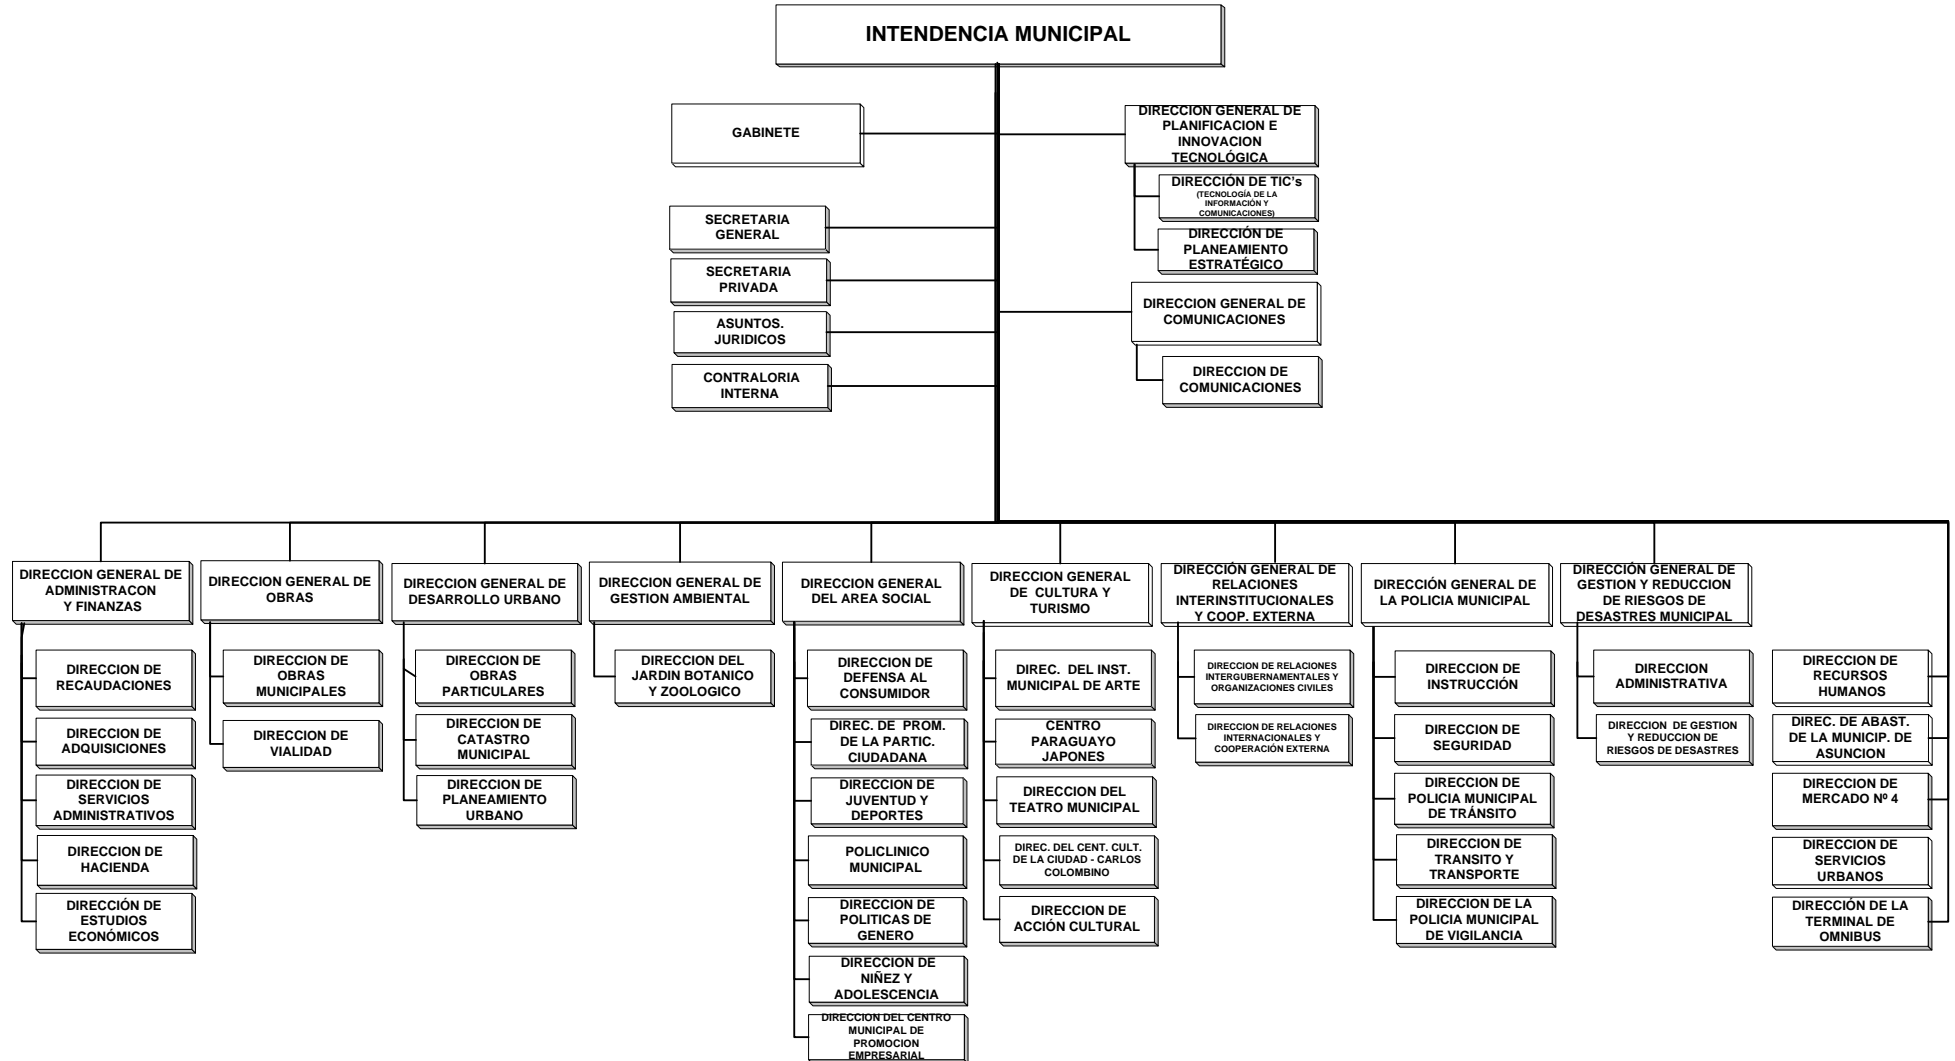 INTENDENCIA MUNICIPAL
GABINETE
SECRETARIA
GENERAL
SECRETARIA
PRIVADA
ASUNTOS.
JURIDICOS
CONTRALORIA
INTERNA
DIRECCION GENERAL DE
PLANIFICACION E
INNOVACION
TECNOLÓGICA
DIRECCIÓN DE TIC's
(TECNOLOGÍA DE LA
INFORMACIÓN Y
COMUNICACIONES)
DIRECCIÓN DE
PLANEAMIENTO
ESTRATÉGICO
DIRECCION GENERAL DE
COMUNICACIONES
DIRECCION DE
COMUNICACIONES
DIRECCION GENERAL DE
ADMINISTRACON
Y FINANZAS
DIRECCION DE
RECAUDACIONES
DIRECCION DE
ADQUISICIONES
DIRECCION DE
SERVICIOS
ADMINISTRATIVOS
DIRECCION DE
HACIENDA
DIRECCIÓN DE
ESTUDIOS
ECONÓMICOS
DIRECCION GENERAL DE
OBRAS
DIRECCION DE
OBRAS
MUNICIPALES
DIRECCION DE
VIALIDAD
DIRECCION GENERAL DE
DESARROLLO URBANO
DIRECCION DE
OBRAS
PARTICULARES
DIRECCION DE
CATASTRO
MUNICIPAL
DIRECCION DE
PLANEAMIENTO
URBANO
DIRECCION GENERAL DE
GESTION AMBIENTAL
DIRECCION DEL
JARDIN BOTANICO
Y ZOOLOGICO
DIRECCION GENERAL
DEL AREA SOCIAL
DIRECCION DE
DEFENSA AL
CONSUMIDOR
DIREC. DE PROM.
DE LA PARTIC.
CIUDADANA
DIRECCION DE
JUVENTUD Y
DEPORTES
POLICLINICO
MUNICIPAL
DIRECCION DE
POLITICAS DE
GENERO
DIRECCION DE
NIÑEZ Y
ADOLESCENCIA
DIRECCION DEL CENTRO
MUNICIPAL DE
PROMOCION
EMPRESARIAL
DIRECCION GENERAL
DE CULTURA Y
TURISMO
DIREC. DEL INST.
MUNICIPAL DE ARTE
CENTRO
PARAGUAYO
JAPONES
DIRECCION DEL
TEATRO MUNICIPAL
DIREC. DEL CENT. CULT.
DE LA CIUDAD - CARLOS
COLOMBINO
DIRECCION DE
ACCIÓN CULTURAL
DIRECCIÓN GENERAL DE
RELACIONES
INTERINSTITUCIONALES
Y COOP. EXTERNA
DIRECCION DE RELACIONES
INTERGUBERNAMENTALES Y
ORGANIZACIONES CIVILES
DIRECCION DE RELACIONES
INTERNACIONALES Y
COOPERACIÓN EXTERNA
DIRECCIÓN GENERAL DE
LA POLICIA MUNICIPAL
DIRECCION DE
INSTRUCCIÓN
DIRECCION DE
SEGURIDAD
DIRECCION DE
POLICIA MUNICIPAL
DE TRÁNSITO
DIRECCION DE
TRANSITO Y
TRANSPORTE
DIRECCION DE LA
POLICIA MUNICIPAL
DE VIGILANCIA
DIRECCIÓN GENERAL DE
GESTION Y REDUCCION
DE RIESGOS DE
DESASTRES MUNICIPAL
DIRECCION
ADMINISTRATIVA
DIRECCION DE GESTION
Y REDUCCION DE
RIESGOS DE DESASTRES
DIRECCION DE
RECURSOS
HUMANOS
DIREC. DE ABAST.
DE LA MUNICIP. DE
ASUNCION
DIRECCION DE
MERCADO Nº 4
DIRECCION DE
SERVICIOS
URBANOS
DIRECCIÓN DE LA
TERMINAL DE
OMNIBUS